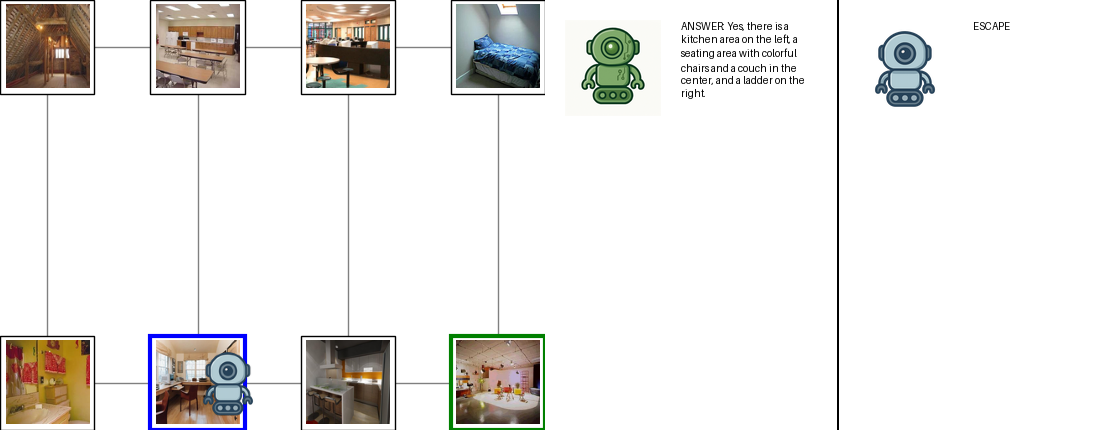 ANSWER: Yes, there is a
kitchen area on the left, a
seating area with colorful
chairs and a couch in the
center, and a ladder on the
right.
ESCAPE